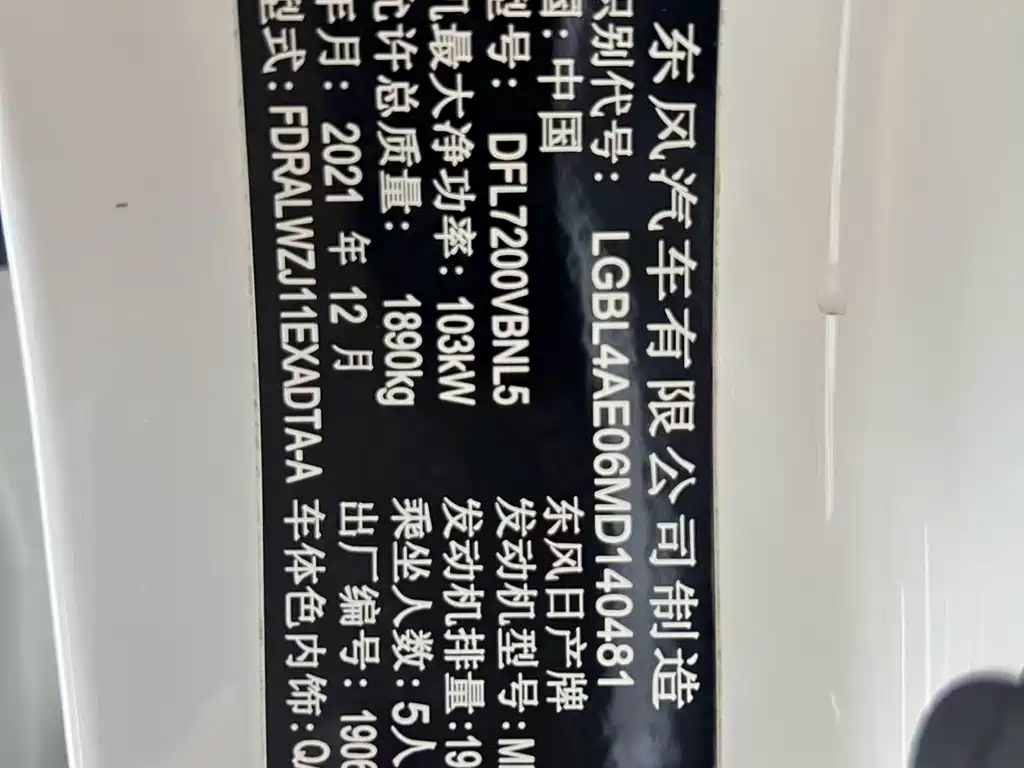 东风汽车有限公司制造
识别代号: LGBL4AE06MD140481
国: 中国 东风日产牌
型号: DFL7200VBNL5 发动机型号: M
机最大净功率: 103kW 发动机排量: 19
允许总质量: 1890kg 乘坐人数: 5人
年月: 2021 年 12 月 出厂编号: 1906
型式: FDRALWZJ11EXADTA-A 车体色内饰: QA